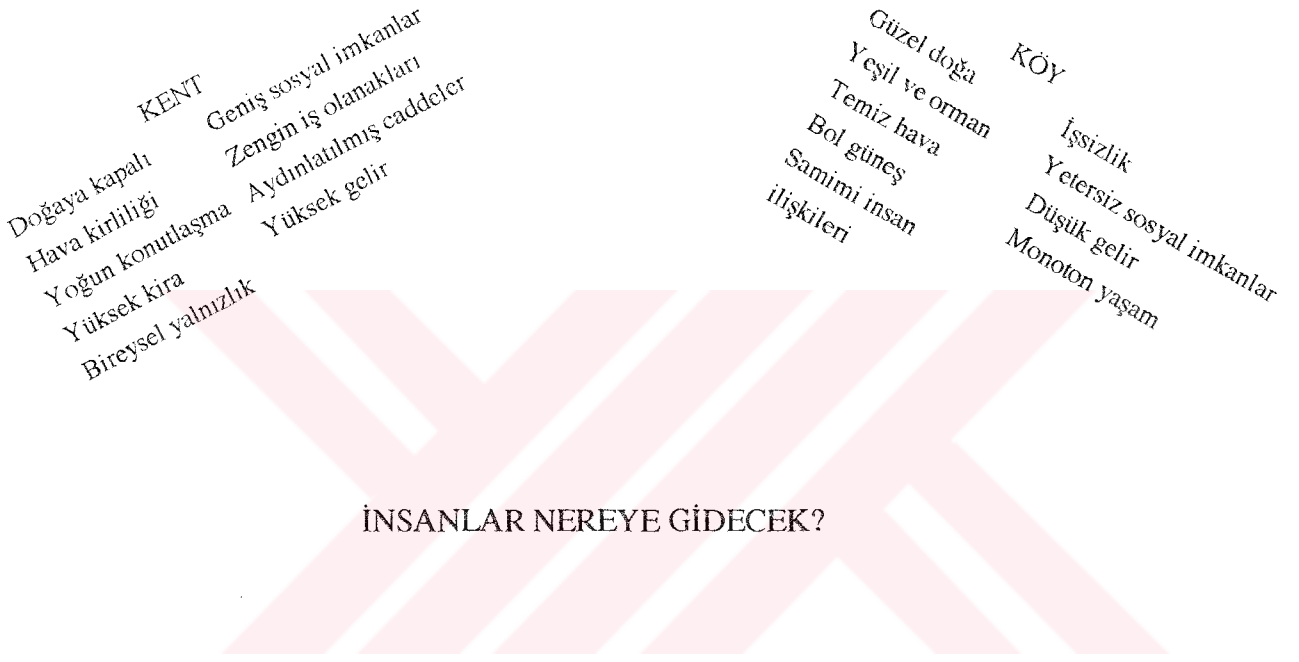 KENT
Doğaya kapalı
Hava kirliliği
Yoğun konutlaşma
Yüksek kira
Bireysel yalnızlık
Geniş sosyal imkanlar
Zengin iş olanakları
Aydınlatılmış caddeler
Yüksek gelir
KÖY
Güzel doğa
Yeşil ve orman
Temiz hava
Bol güneş
Samimi insan
ilişkileri
İşsizlik
Yetersiz sosyal imkanlar
Düşük gelir
Monoton yaşam
İNSANLAR NEREYE GİDECEK?